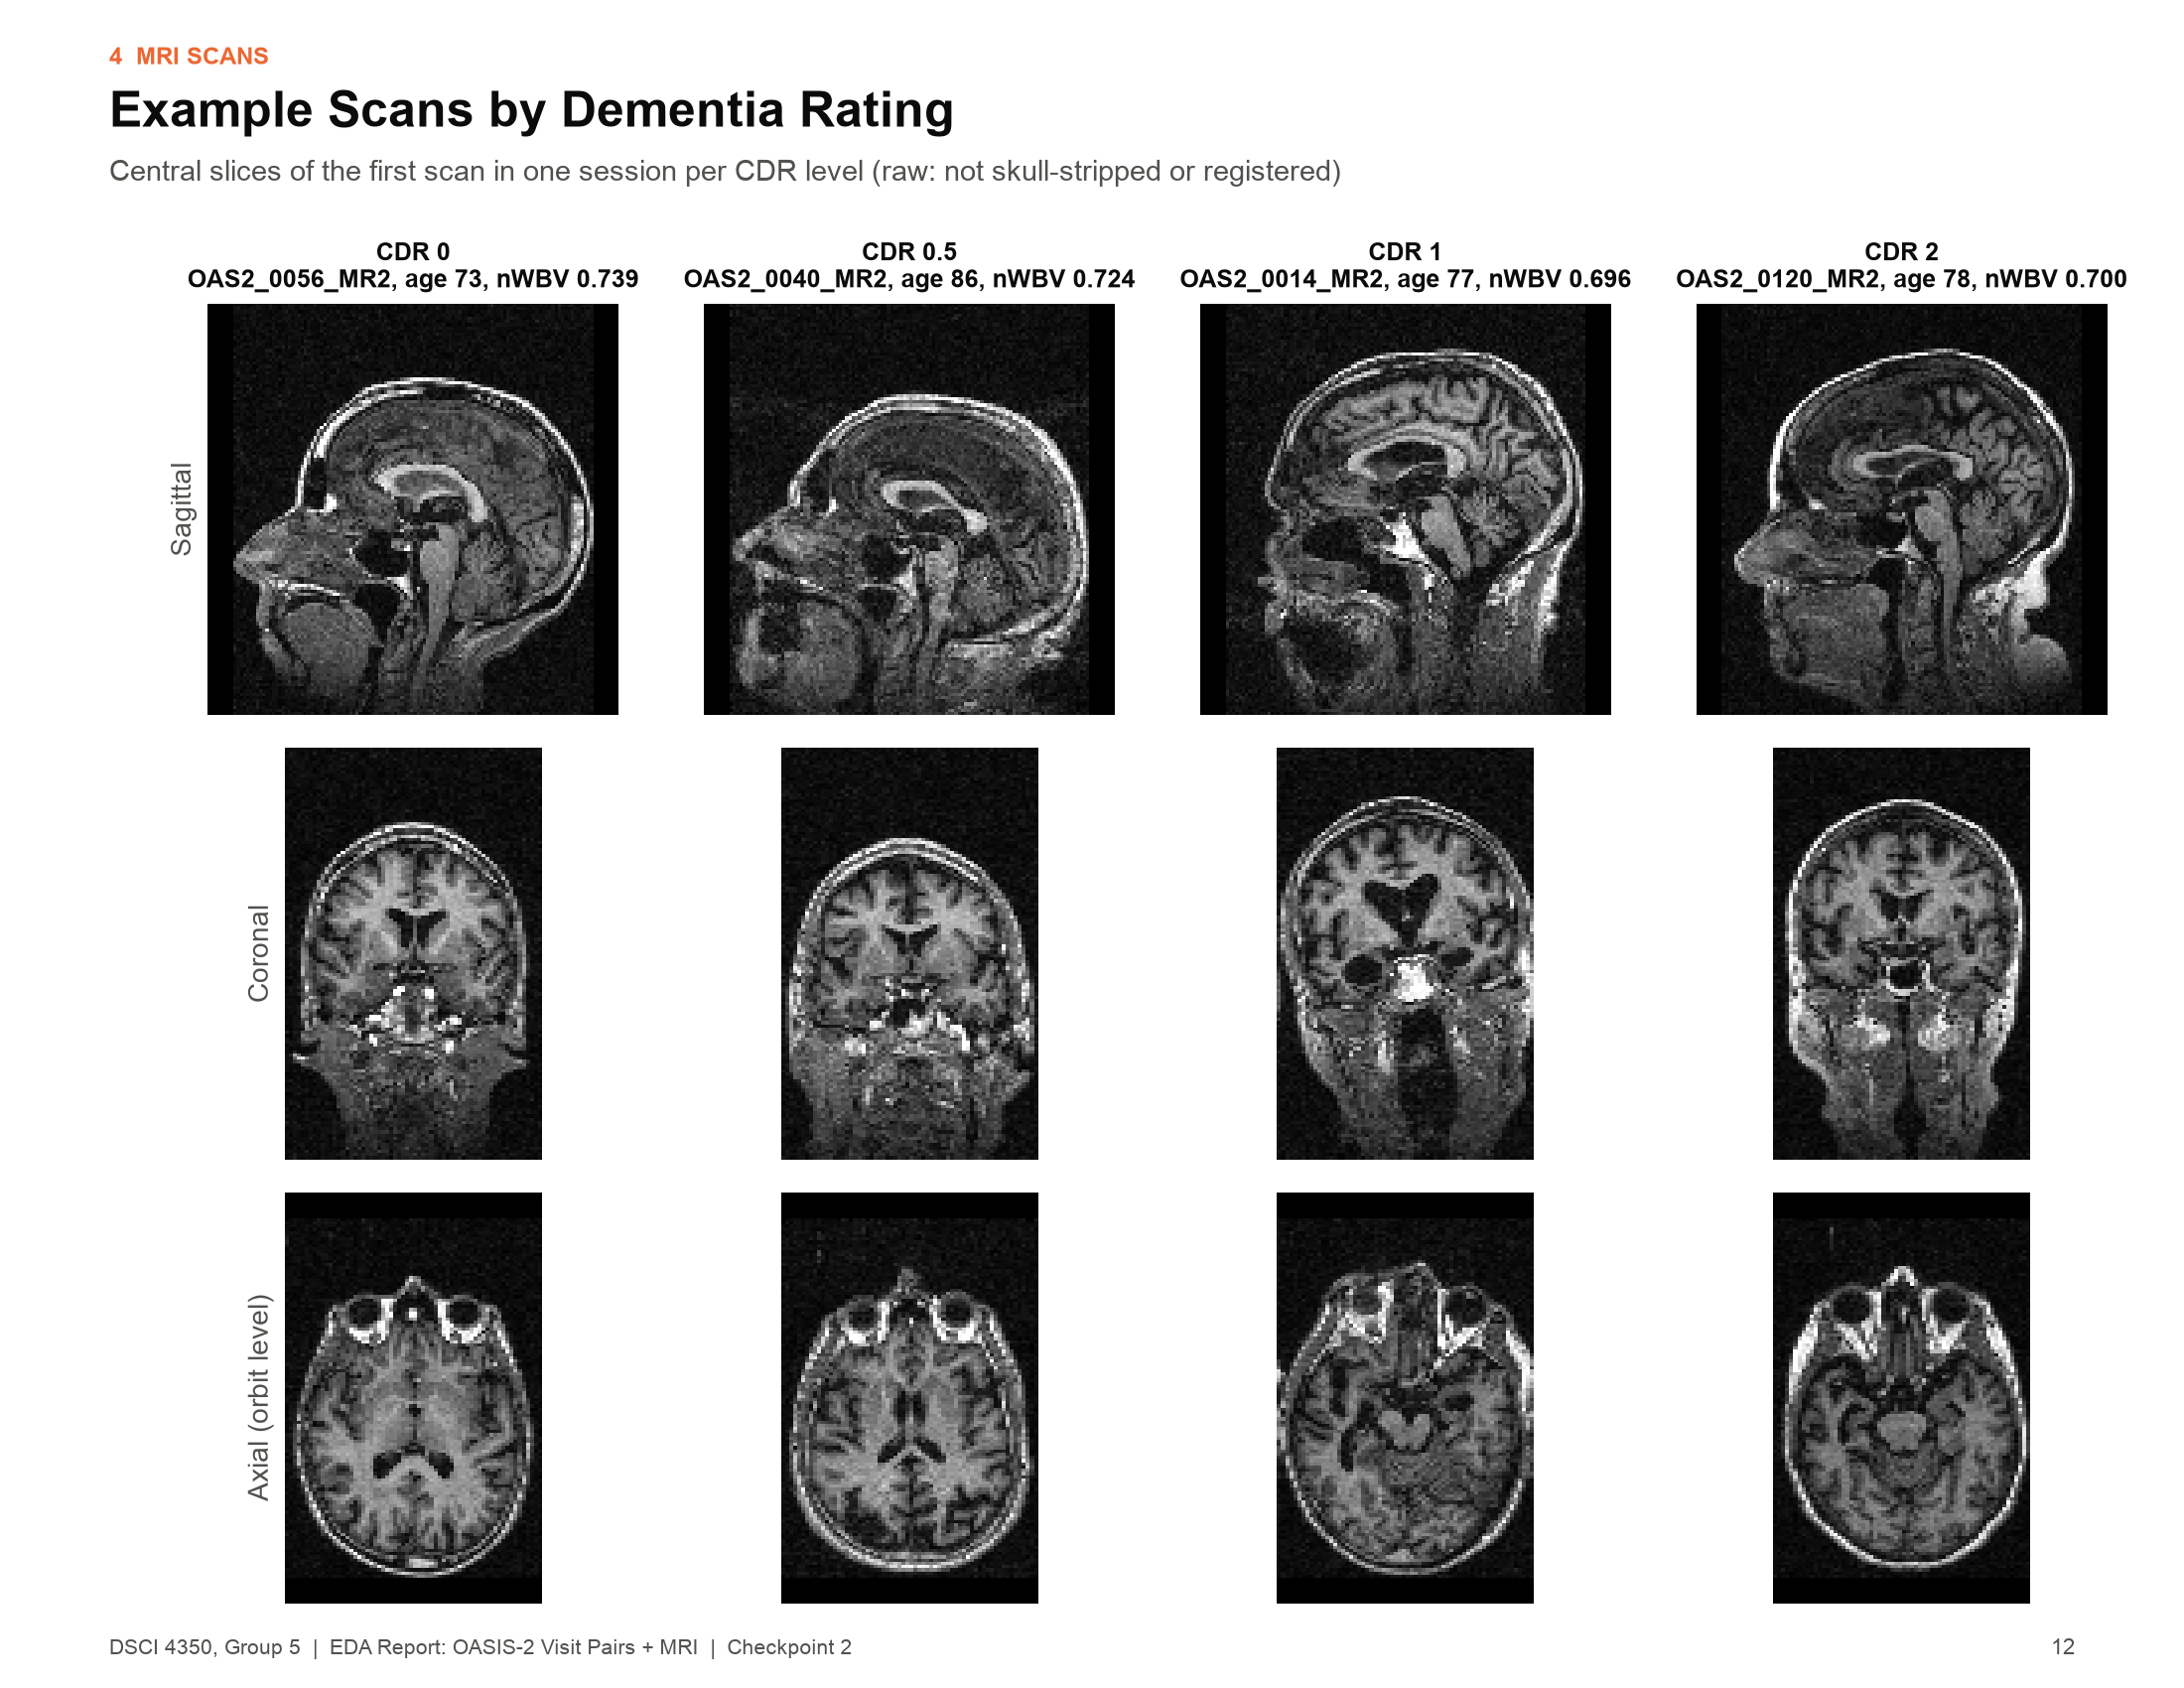 4 MRI SCANS
Example Scans by Dementia Rating
Central slices of the first scan in one session per CDR level (raw: not skull-stripped or registered)
CDR 0
OAS2_0056_MR2, age 73, nWBV 0.739
CDR 0.5
OAS2_0040_MR2, age 86, nWBV 0.724
CDR 1
OAS2_0014_MR2, age 77, nWBV 0.696
CDR 2
OAS2_0120_MR2, age 78, nWBV 0.700
Sagittal
Coronal
Axial (orbit level)
DSCI 4350, Group 5 | EDA Report: OASIS-2 Visit Pairs + MRI | Checkpoint 2
12